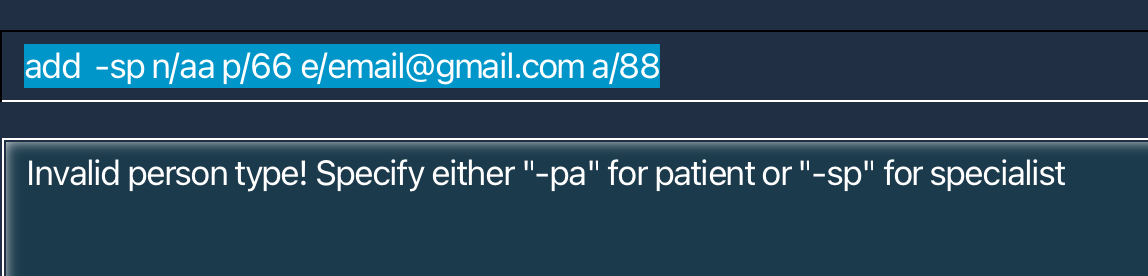 add  -sp n/aa p/66 e/email@gmail.com a/88
Invalid person type! Specify either "-pa" for patient or "-sp" for specialist